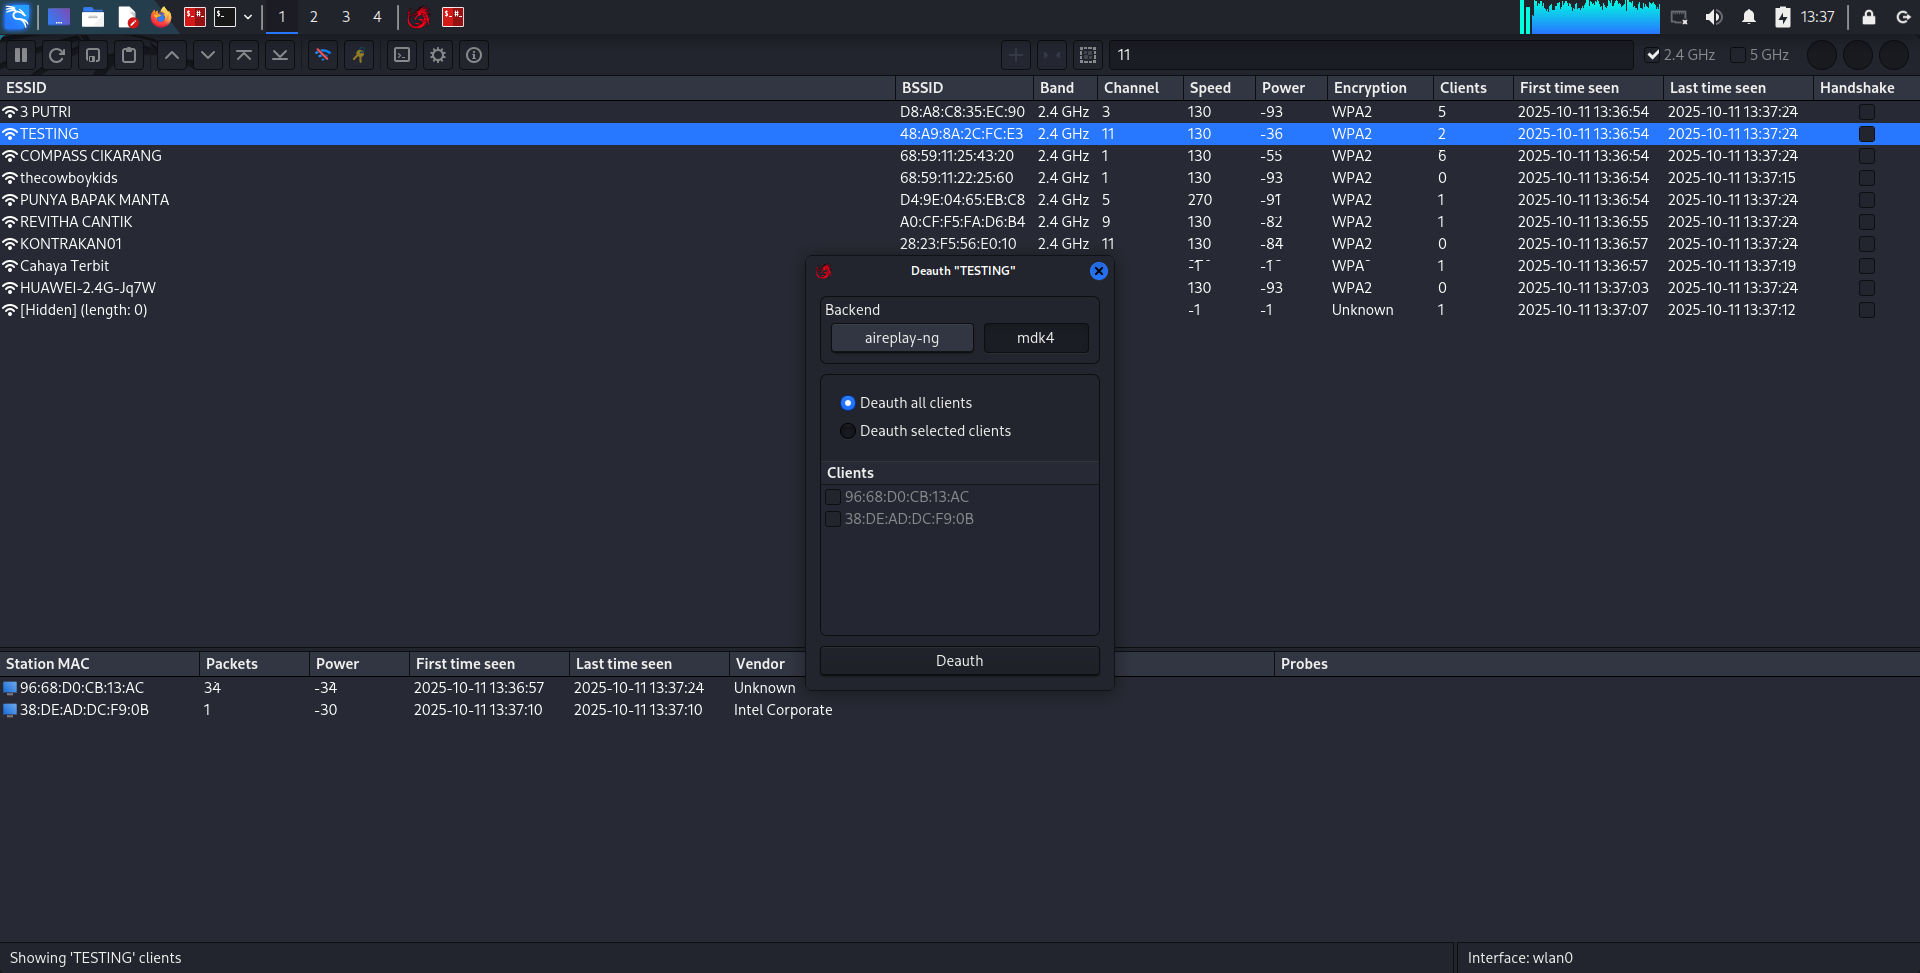 1 2 3 4 13:37
11 2.4 GHz 5 GHz
ESSID BSSID Band Channel Speed Power Encryption Clients First time seen Last time seen Handshake
3 PUTRI D8:A8:C8:35:EC:90 2.4 GHz 3 130 -93 WPA2 5 2025-10-11 13:36:54 2025-10-11 13:37:24
TESTING 48:A9:8A:2C:FC:E3 2.4 GHz 11 130 -36 WPA2 2 2025-10-11 13:36:54 2025-10-11 13:37:24
COMPASS CIKARANG 68:59:11:25:43:20 2.4 GHz 1 130 -55 WPA2 6 2025-10-11 13:36:54 2025-10-11 13:37:24
thecowboykids 68:59:11:22:25:60 2.4 GHz 1 130 -93 WPA2 0 2025-10-11 13:36:54 2025-10-11 13:37:15
PUNYA BAPAK MANTA D4:9E:04:65:EB:C8 2.4 GHz 5 270 -91 WPA2 1 2025-10-11 13:36:54 2025-10-11 13:37:24
REVITHA CANTIK A0:CF:F5:FA:D6:B4 2.4 GHz 9 130 -82 WPA2 1 2025-10-11 13:36:55 2025-10-11 13:37:24
KONTRAKAN01 28:23:F5:56:E0:10 2.4 GHz 11 130 -84 WPA2 0 2025-10-11 13:36:57 2025-10-11 13:37:24
Cahaya Terbit -1 -1 WPA 1 2025-10-11 13:36:57 2025-10-11 13:37:19
HUAWEI-2.4G-Jq7W 130 -93 WPA2 0 2025-10-11 13:37:03 2025-10-11 13:37:24
[Hidden] (length: 0) -1 -1 Unknown 1 2025-10-11 13:37:07 2025-10-11 13:37:12
Deauth "TESTING"
Backend
aireplay-ng mdk4
Deauth all clients
Deauth selected clients
Clients
96:68:D0:CB:13:AC
38:DE:AD:DC:F9:0B
Deauth
Station MAC Packets Power First time seen Last time seen Vendor Probes
96:68:D0:CB:13:AC 34 -34 2025-10-11 13:36:57 2025-10-11 13:37:24 Unknown
38:DE:AD:DC:F9:0B 1 -30 2025-10-11 13:37:10 2025-10-11 13:37:10 Intel Corporate
Showing 'TESTING' clients Interface: wlan0